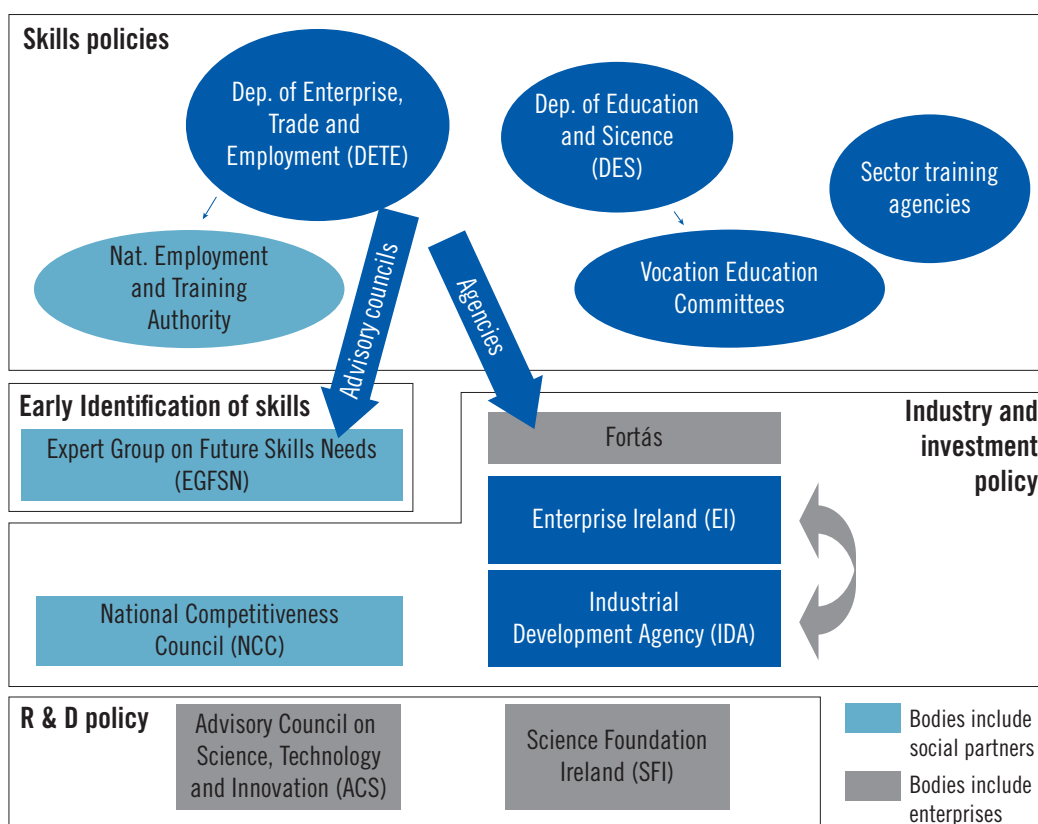 Skills policies
Dep. of Enterprise,
Trade and
Employment (DETE)
Dep. of Education
and Sicence
(DES)
Sector training
agencies
Nat. Employment
and Training
Authority
Advisory councils
Agencies
Vocation Education
Committees
Early Identification of skills
Expert Group on Future Skills Needs
(EGFSN)
Industry and
investment
policy
Fortás
Enterprise Ireland (EI)
Industrial
Development Agency (IDA)
National Competitiveness
Council (NCC)
R & D policy
Advisory Council on
Science, Technology
and Innovation (ACS)
Science Foundation
Ireland (SFI)
Bodies include
social partners
Bodies include
enterprises